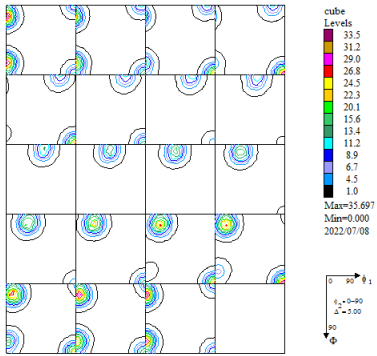 cube
Levels
33.5
31.2
29.0
26.8
24.5
22.3
20.1
15.6
13.4
11.2
8.9
6.7
4.5
1.0
Max=35.697
Min=0.000
2022/07/08
0 90 ϕ1
ϕ2=0-90
Δ = 5.00
90
Φ